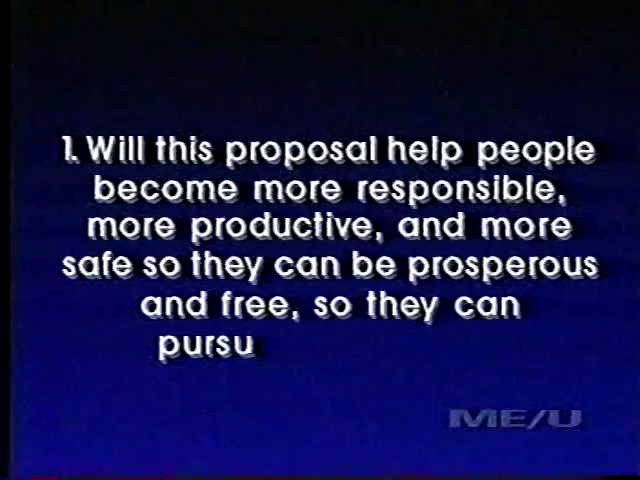 1. Will this proposal help people
become more responsible,
more productive, and more
safe so they can be prosperous
and free, so they can
pursu
ME/U